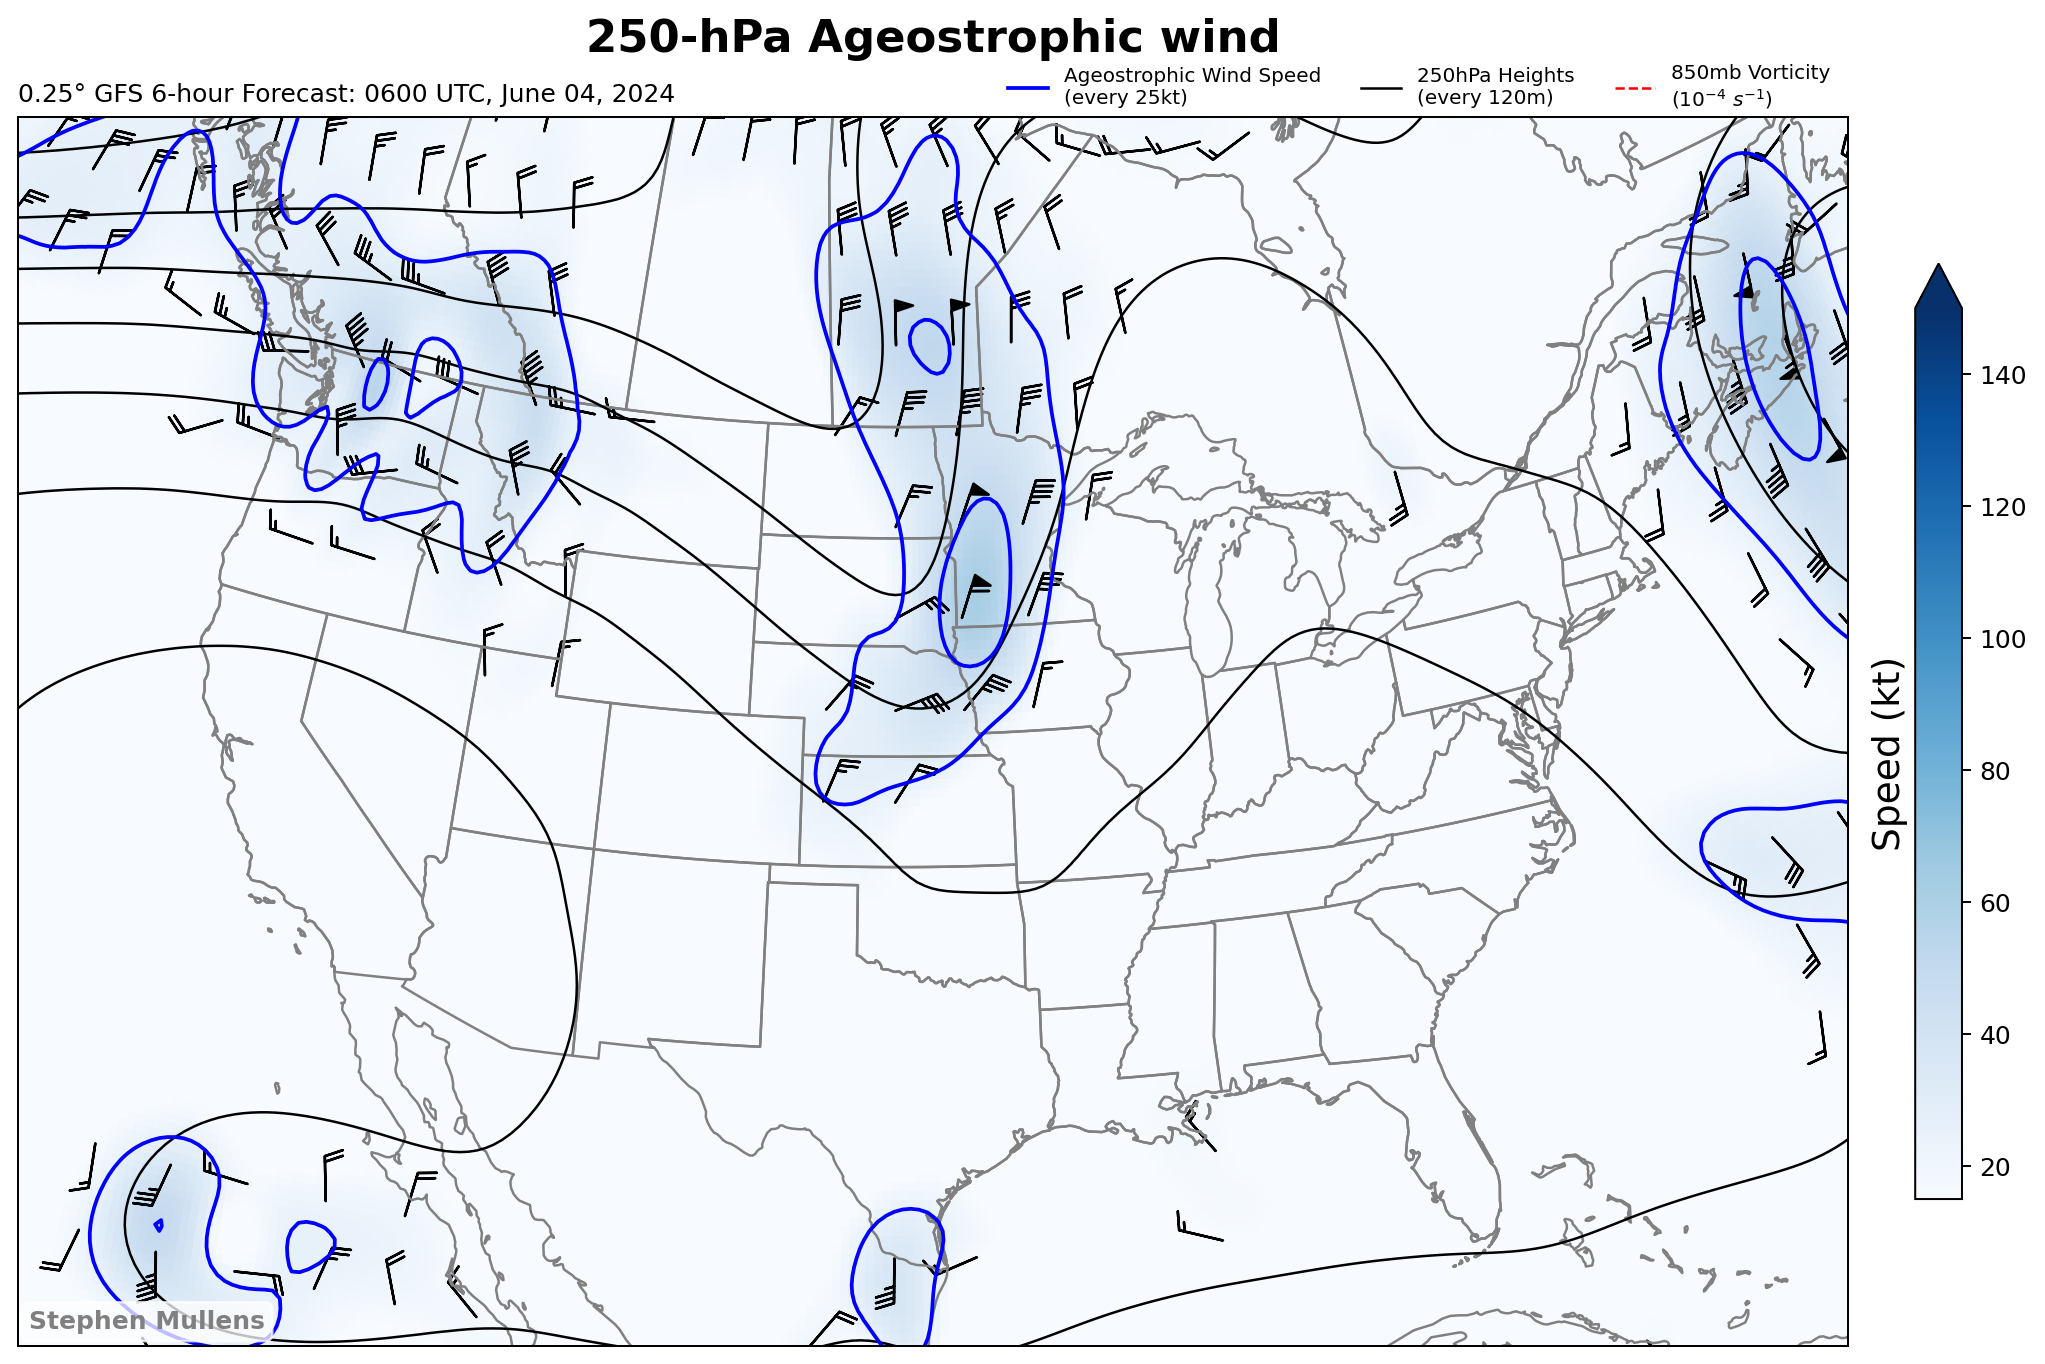 250-hPa Ageostrophic wind
0.25° GFS 6-hour Forecast: 0600 UTC, June 04, 2024
Ageostrophic Wind Speed
(every 25kt)
250hPa Heights
(every 120m)
850mb Vorticity
(10⁻⁴ s⁻¹)
140
120
100
80
60
40
20
Speed (kt)
Stephen Mullens